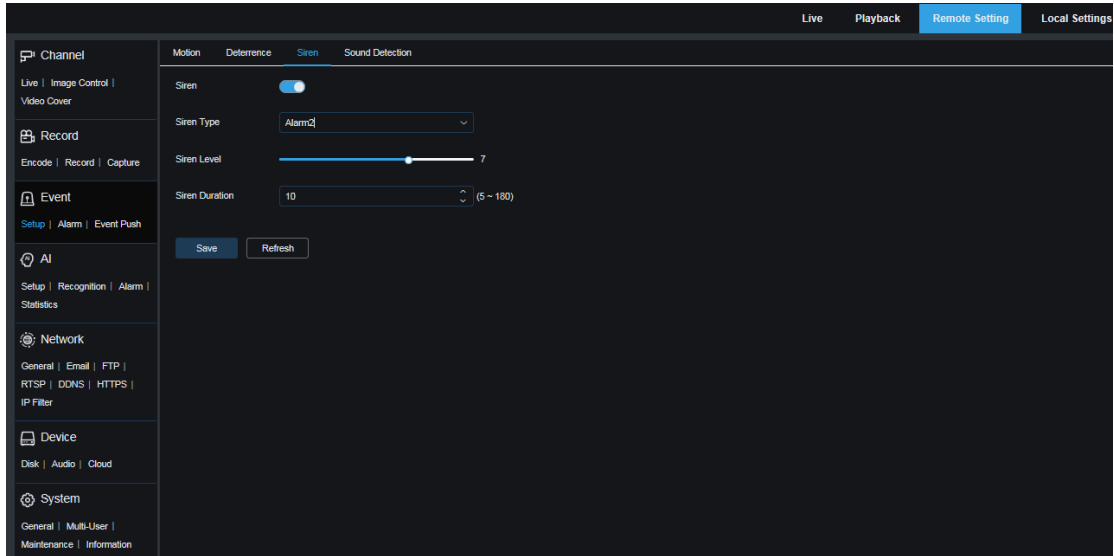 Live Playback Remote Setting Local Settings
Channel
Live | Image Control |
Video Cover
Record
Encode | Record | Capture
Event
Setup | Alarm | Event Push
AI
Setup | Recognition | Alarm |
Statistics
Network
General | Email | FTP |
RTSP | DDNS | HTTPS |
IP Filter
Device
Disk | Audio | Cloud
System
General | Multi-User |
Maintenance | Information
Motion Deterrence Siren Sound Detection
Siren
Siren Type Alarm2
Siren Level 7
Siren Duration 10 (5 ~ 180)
Save Refresh